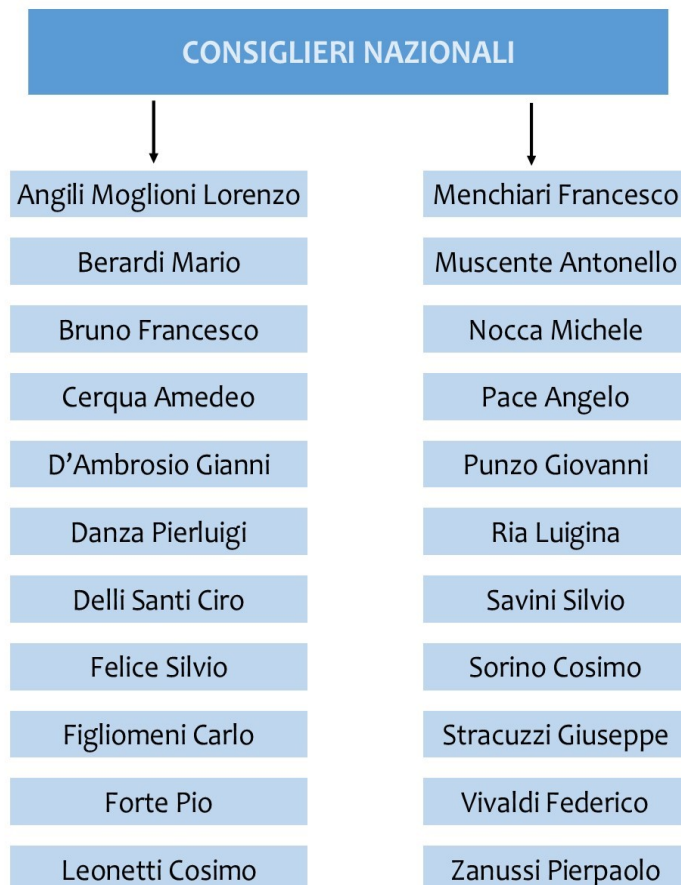 CONSIGLIERI NAZIONALI
Angili Moglioni Lorenzo
Berardi Mario
Bruno Francesco
Cerqua Amedeo
D’Ambrosio Gianni
Danza Pierluigi
Delli Santi Ciro
Felice Silvio
Figliomeni Carlo
Forte Pio
Leonetti Cosimo
Menchiari Francesco
Muscente Antonello
Nocca Michele
Pace Angelo
Punzo Giovanni
Ria Luigina
Savini Silvio
Sorino Cosimo
Stracuzzi Giuseppe
Vivaldi Federico
Zanussi Pierpaolo